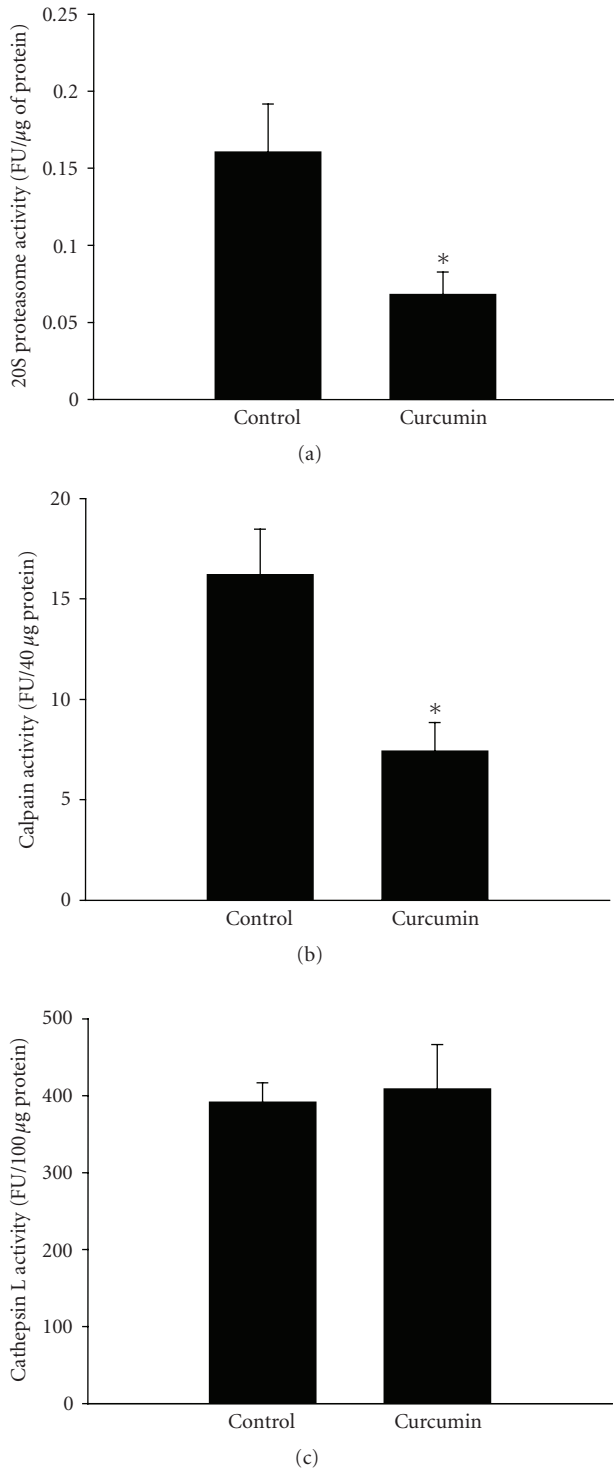 20S proteasome activity (FU/µg of protein)
0.25
0.2
0.15
0.1
0.05
0
*
Control Curcumin
(a)
Calpain activity (FU/40 µg protein)
20
15
10
5
0
*
Control Curcumin
(b)
Cathepsin L activity (FU/100 µg protein)
500
400
300
200
100
0
Control Curcumin
(c)